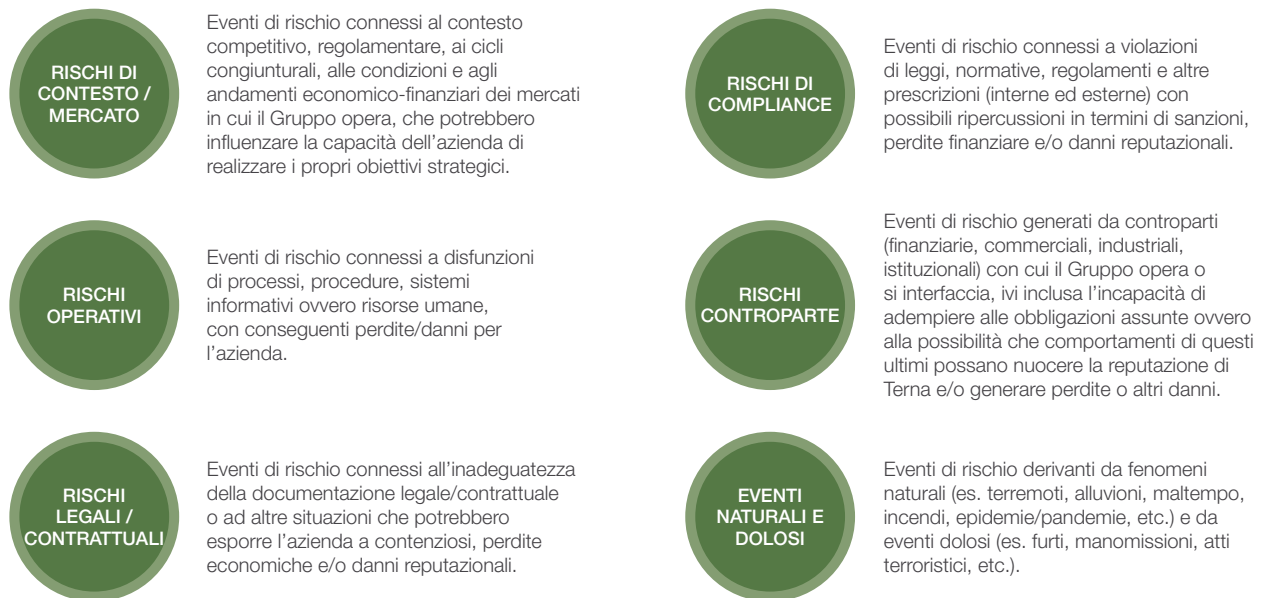 RISCHI DI
CONTESTO /
MERCATO
Eventi di rischio connessi al contesto
competitivo, regolamentare, ai cicli
congiunturali, alle condizioni e agli
andamenti economico-finanziari dei mercati
in cui il Gruppo opera, che potrebbero
influenzare la capacità dell'azienda di
realizzare i propri obiettivi strategici.
RISCHI DI
COMPLIANCE
Eventi di rischio connessi a violazioni
di leggi, normative, regolamenti e altre
prescrizioni (interne ed esterne) con
possibili ripercussioni in termini di sanzioni,
perdite finanziare e/o danni reputazionali.
RISCHI
OPERATIVI
Eventi di rischio connessi a disfunzioni
di processi, procedure, sistemi
informativi ovvero risorse umane,
con conseguenti perdite/danni per
l'azienda.
RISCHI
CONTROPARTE
Eventi di rischio generati da controparti
(finanziarie, commerciali, industriali,
istituzionali) con cui il Gruppo opera o
si interfaccia, ivi inclusa l'incapacità di
adempiere alle obbligazioni assunte ovvero
alla possibilità che comportamenti di questi
ultimi possano nuocere la reputazione di
Terna e/o generare perdite o altri danni.
RISCHI
LEGALI /
CONTRATTUALI
Eventi di rischio connessi all'inadeguatezza
della documentazione legale/contrattuale
o ad altre situazioni che potrebbero
esporre l'azienda a contenziosi, perdite
economiche e/o danni reputazionali.
EVENTI
NATURALI E
DOLOSI
Eventi di rischio derivanti da fenomeni
naturali (es. terremoti, alluvioni, maltempo,
incendi, epidemie/pandemie, etc.) e da
eventi dolosi (es. furti, manomissioni, atti
terroristici, etc.).